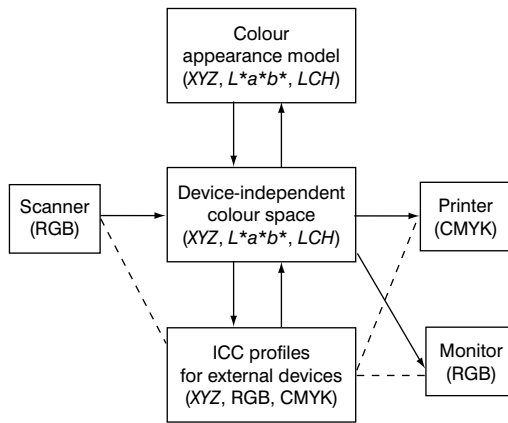 Colour
appearance model
(XYZ, L*a*b*, LCH)
Scanner
(RGB)
Device-independent
colour space
(XYZ, L*a*b*, LCH)
Printer
(CMYK)
ICC profiles
for external devices
(XYZ, RGB, CMYK)
Monitor
(RGB)